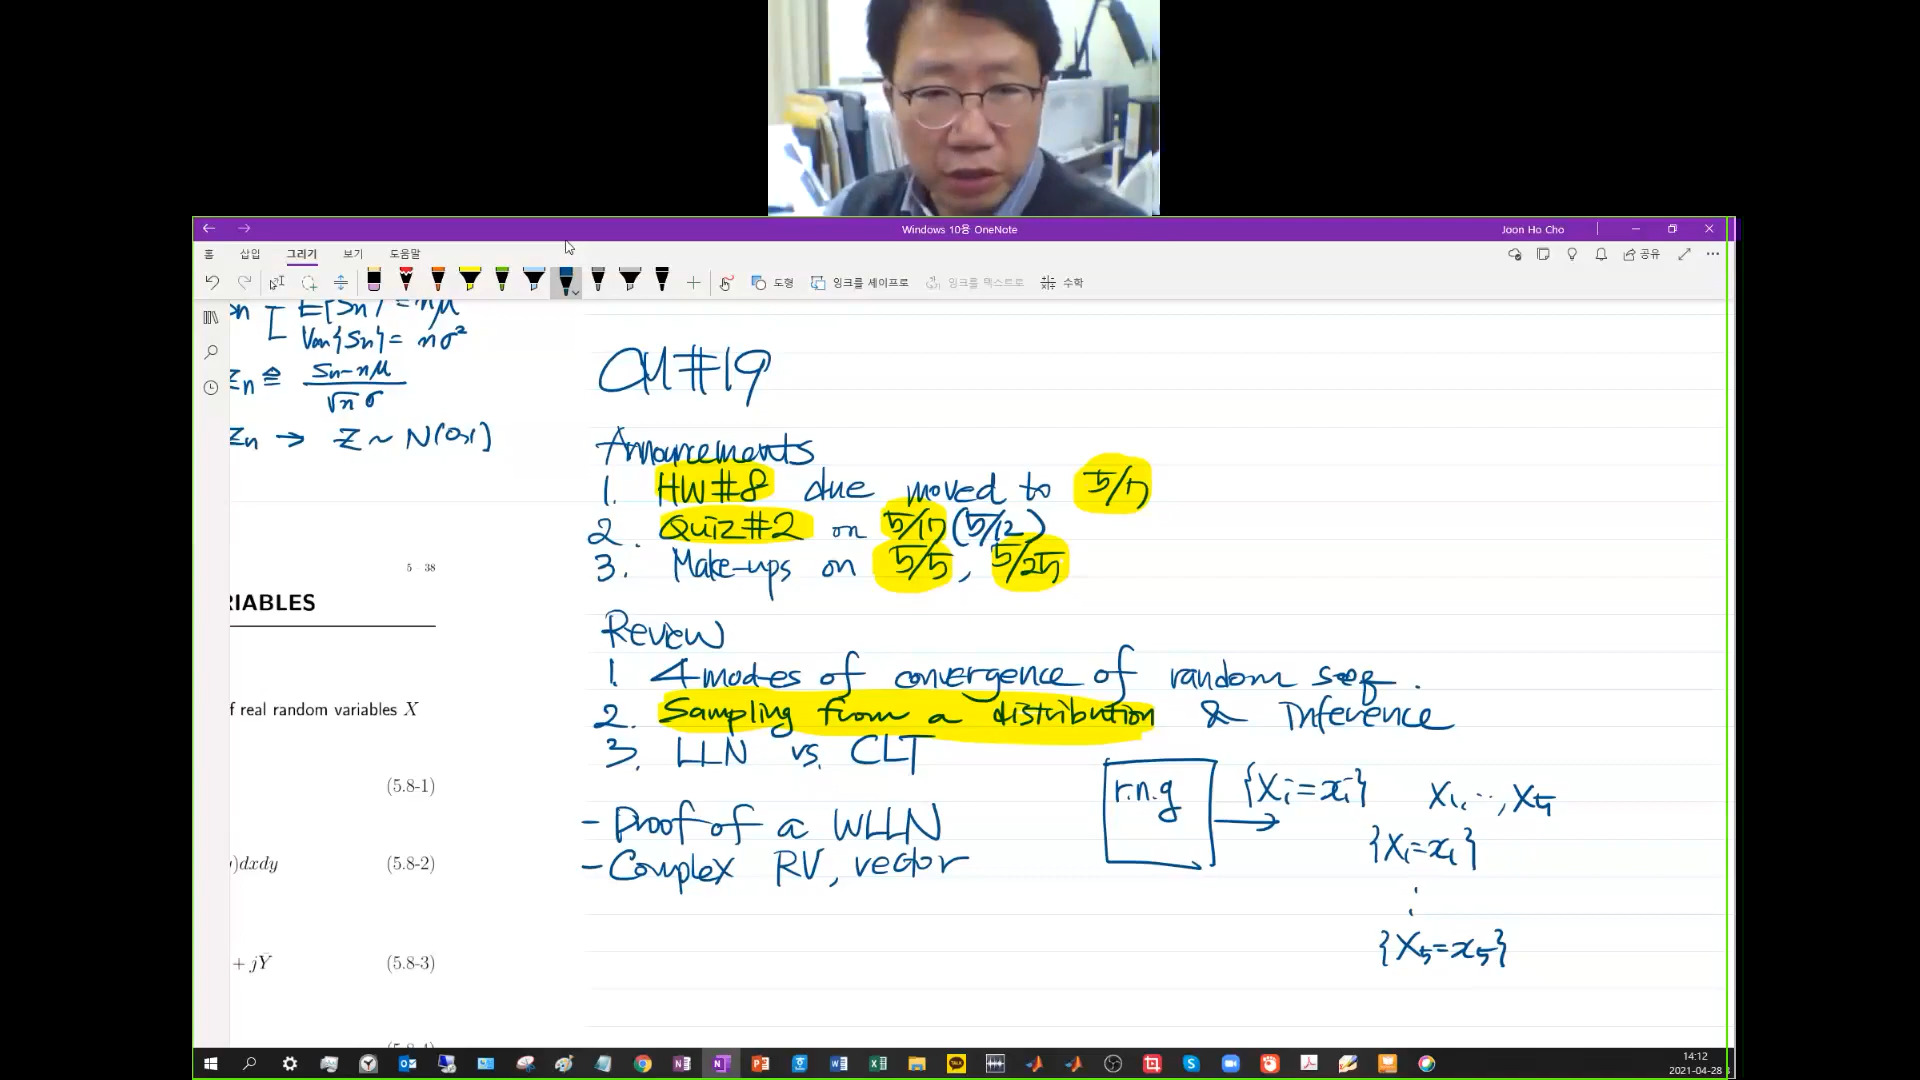 Windows 10용 OneNote
Joon Ho Cho
홈 삽입 그리기 보기 도움말
공유
도형 잉크를 셰이프로 잉크를 텍스트로 수학
Sn E[Sn] = nμ
Var{Sn} = nσ²
Zn ≙ Sn-nμ / √n σ
Zn → Z ~ N(0,1)
5 38
RIABLES
f real random variables X
(5.8-1)
)dxdy (5.8-2)
+ jY (5.8-3)
CM#19
Announcements
1. HW#8 due moved to 5/17
2. Quiz#2 on 5/17 (5/12)
3. Make-ups on 5/5, 5/25
Review
1. 4 modes of convergence of random seq.
2. Sampling from a distribution & Inference
3. LLN vs. CLT
- Proof of a WLLN
- Complex RV, vector
r.n.g → {Xi=xi} X1, ..., X5
{X1=x1}
⋮
{X5=x5}
14:12
2021-04-28